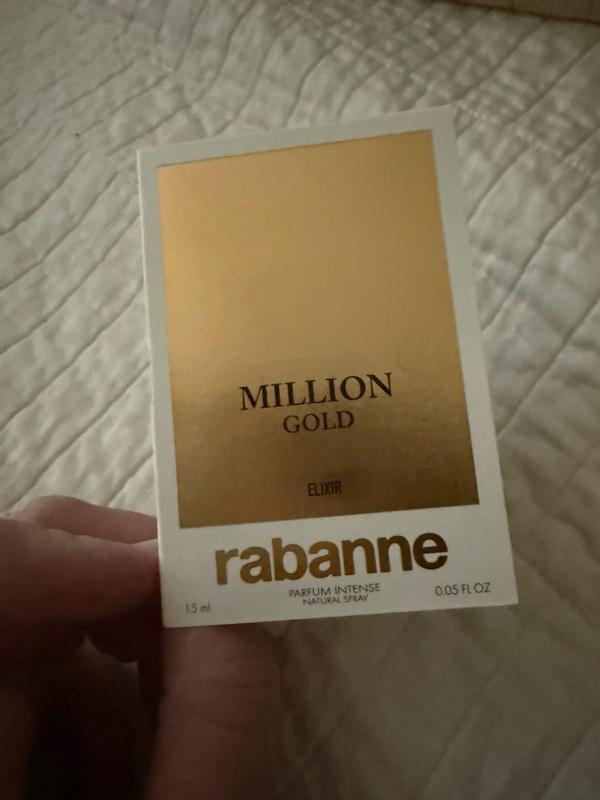 MILLION
GOLD
ELIXIR
rabanne
PARFUM INTENSE
NATURAL SPRAY
1.5 ml
0.05 FL OZ